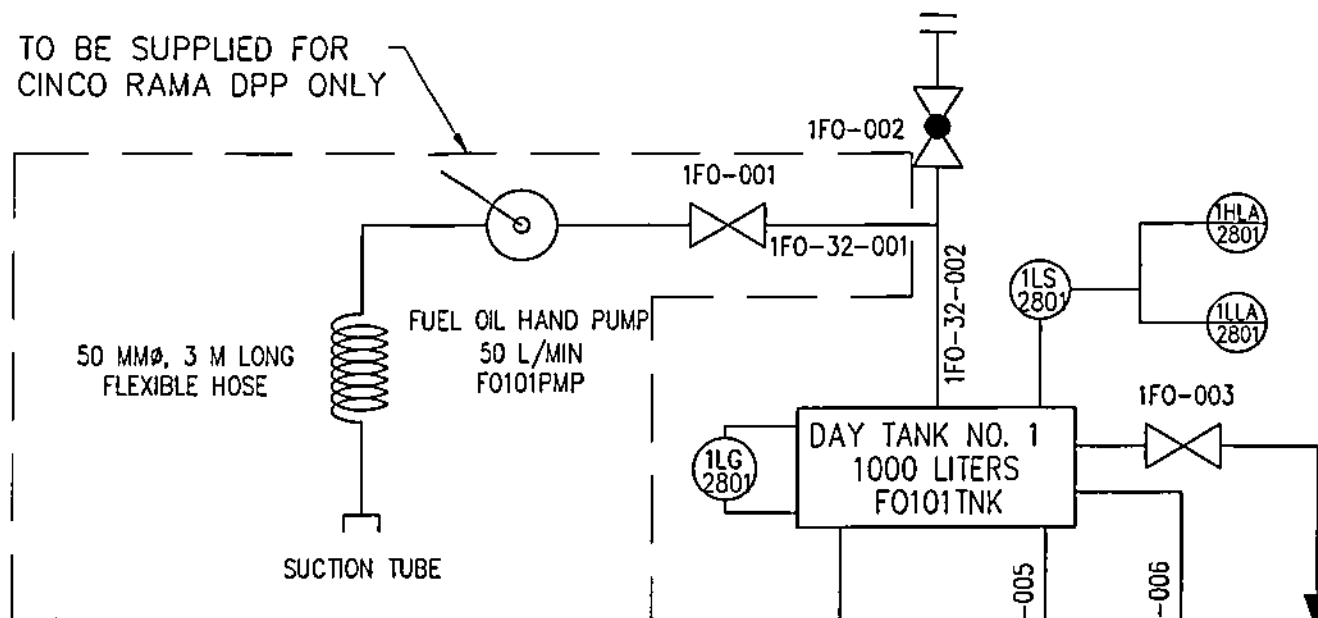 TO BE SUPPLIED FOR
CINCO RAMA DPP ONLY
1FO-002
1FO-001
1FO-32-001
1FO-32-002
1HLA
2801
1LS
2801
1LLA
2801
FUEL OIL HAND PUMP
50 L/MIN
FO101PMP
50 MMø, 3 M LONG
FLEXIBLE HOSE
1FO-003
DAY TANK NO. 1
1000 LITERS
FO101TNK
1LG
2801
SUCTION TUBE
-005
-006